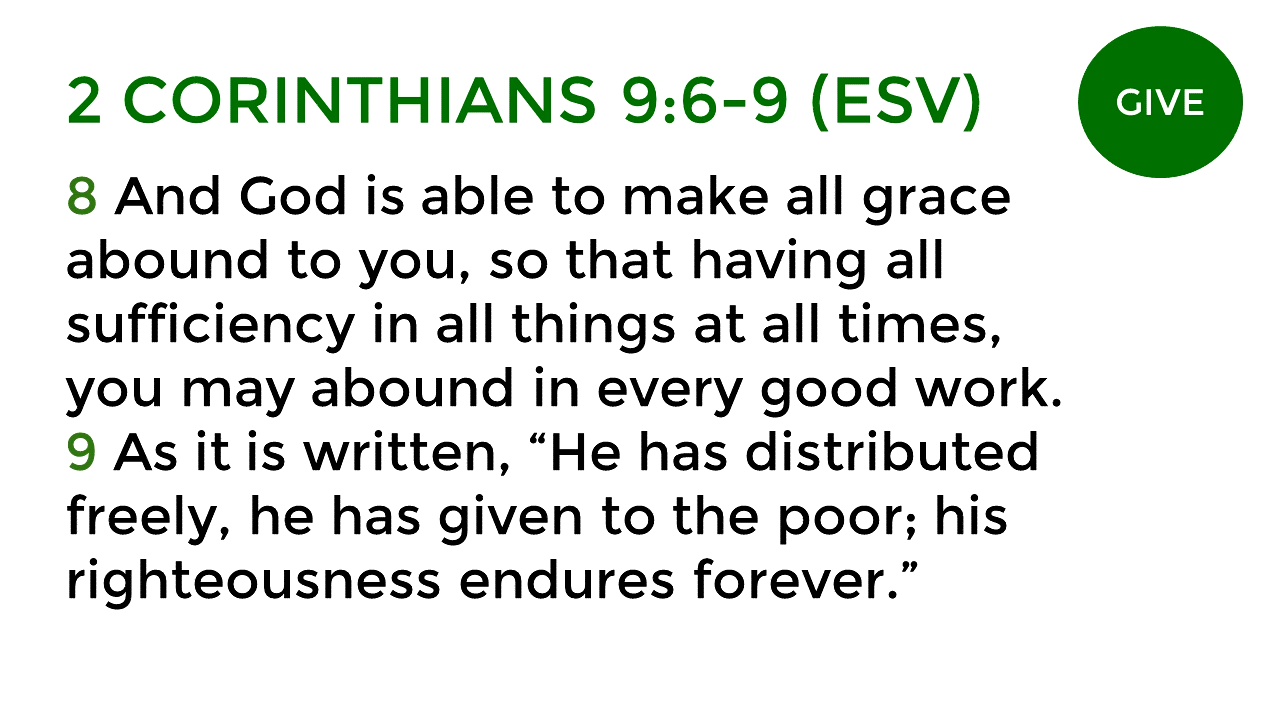 2 CORINTHIANS 9:6-9 (ESV)
GIVE
8 And God is able to make all grace
abound to you, so that having all
sufficiency in all things at all times,
you may abound in every good work.
9 As it is written, “He has distributed
freely, he has given to the poor; his
righteousness endures forever.”